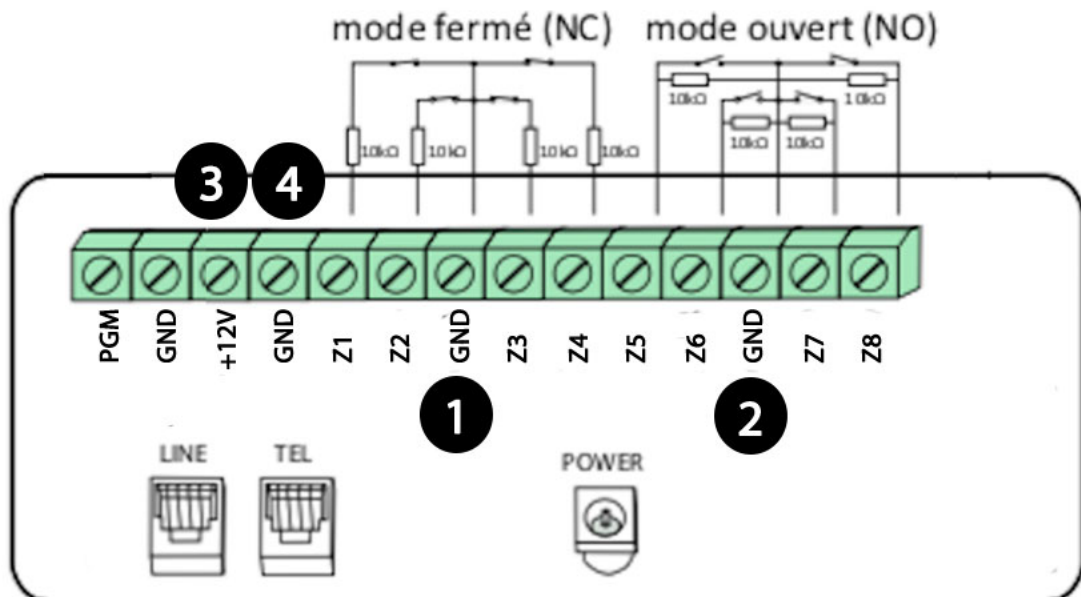 mode fermé (NC) mode ouvert (NO)
10kΩ 10kΩ
10kΩ 10kΩ 10kΩ 10kΩ 10kΩ 10kΩ
3 4
PGM GND +12V GND Z1 Z2 GND Z3 Z4 Z5 Z6 GND Z7 Z8
1 2
LINE TEL POWER